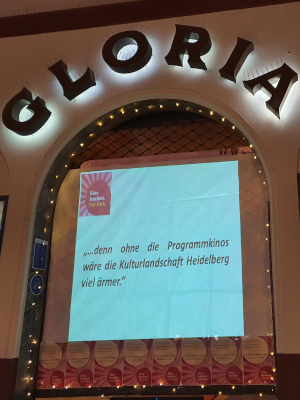 GLORIA
„...denn ohne die Programmkinos
wäre die Kulturlandschaft Heidelberg
viel ärmer.“